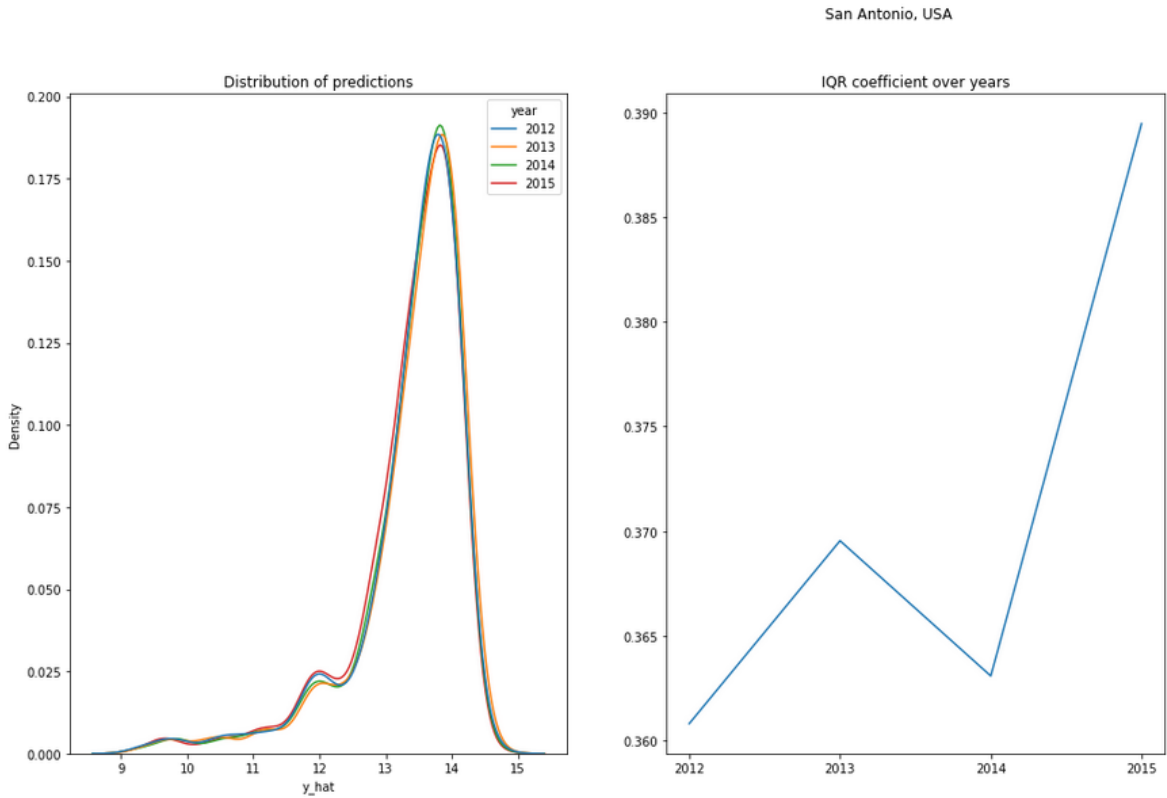 San Antonio, USA
Distribution of predictions
year
2012
2013
2014
2015
0.200
0.175
0.150
0.125
0.100
0.075
0.050
0.025
0.000
Density
9 10 11 12 13 14 15
y_hat
IQR coefficient over years
0.390
0.385
0.380
0.375
0.370
0.365
0.360
2012 2013 2014 2015